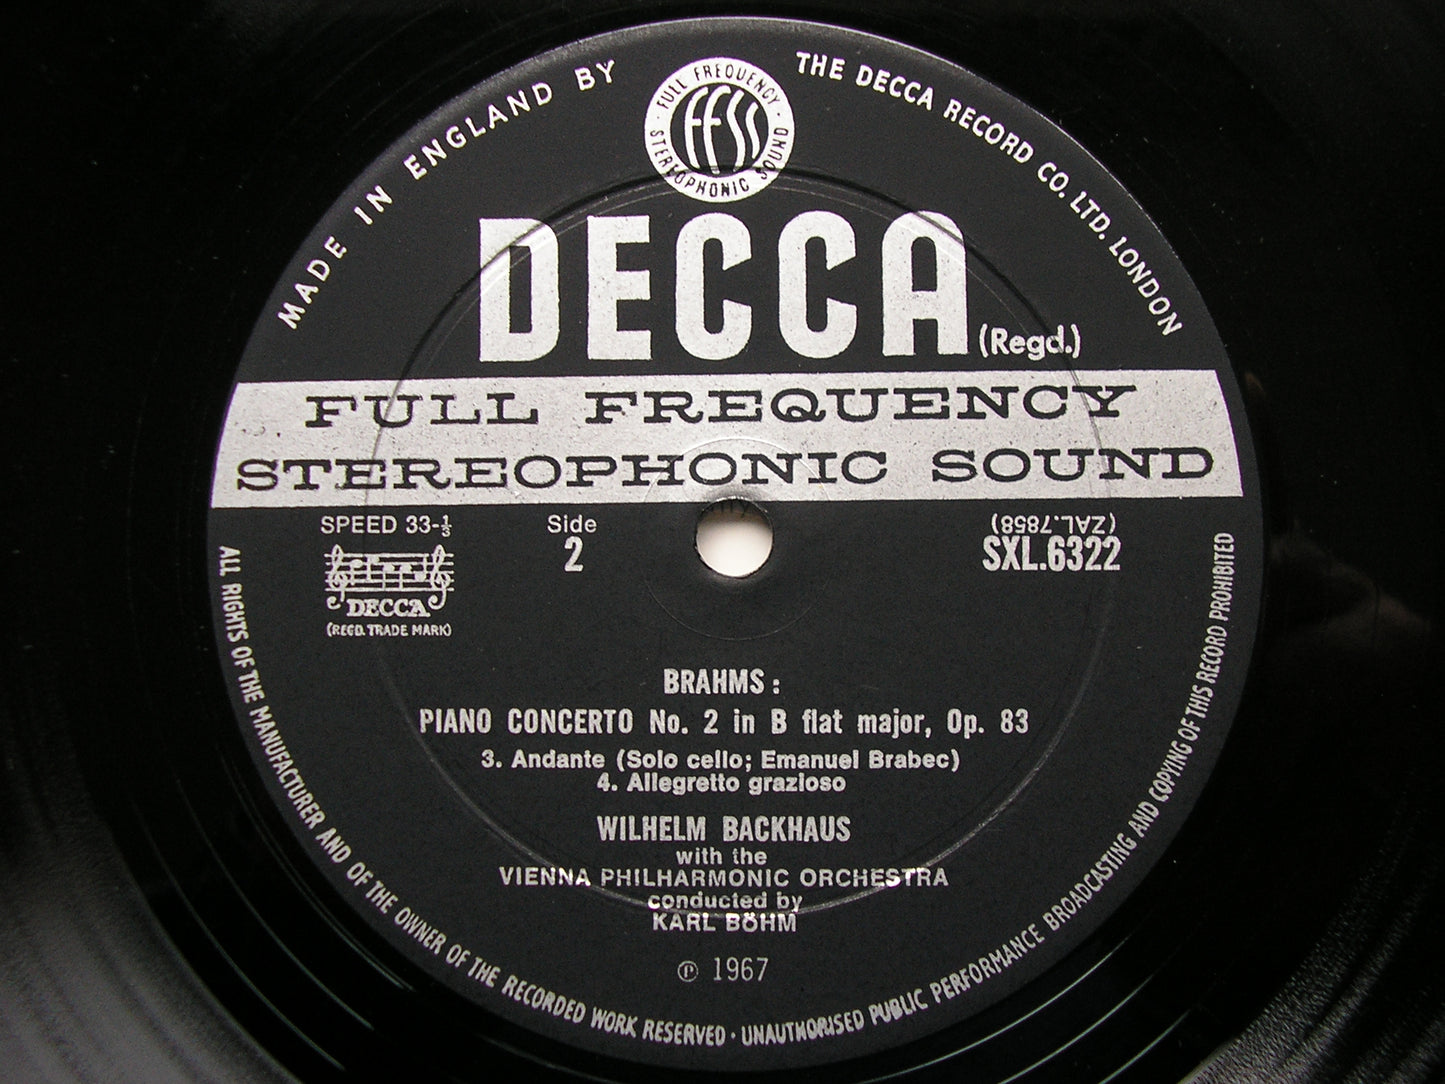 MADE IN ENGLAND BY
THE DECCA RECORD CO. LTD. LONDON
FULL FREQUENCY
FFSS
STEREOPHONIC SOUND
DECCA (Regd.)
FULL FREQUENCY
STEREOPHONIC SOUND
SPEED 33-⅓
Side
2
(ZAL.7858)
SXL.6322
DECCA
(REGD. TRADE MARK)
BRAHMS:
PIANO CONCERTO No. 2 in B flat major, Op. 83
3. Andante (Solo cello; Emanuel Brabec)
4. Allegretto grazioso
WILHELM BACKHAUS
with the
VIENNA PHILHARMONIC ORCHESTRA
conducted by
KARL BÖHM
℗ 1967
ALL RIGHTS OF THE MANUFACTURER AND OF THE OWNER OF THE RECORDED WORK RESERVED · UNAUTHORISED PUBLIC PERFORMANCE BROADCASTING AND COPYING OF THIS RECORD PROHIBITED